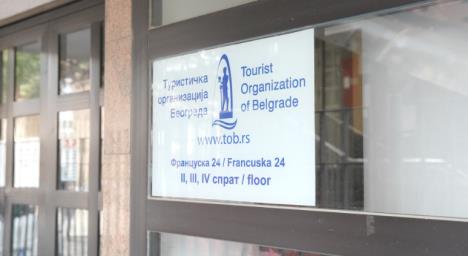 Туристичка
организација
Београда
Tourist
Organization
of Belgrade
www.tob.rs
Француска 24 / Francuska 24
II, III, IV спрат / floor